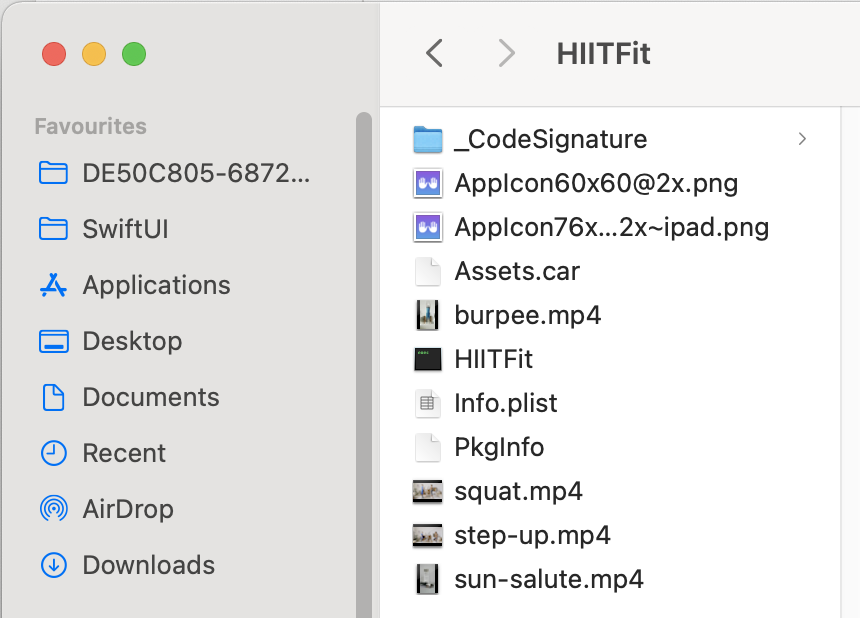 HIITFit
Favourites
DE50C805-6872...
SwiftUI
Applications
Desktop
Documents
Recent
AirDrop
Downloads
_CodeSignature
AppIcon60x60@2x.png
AppIcon76x...2x~ipad.png
Assets.car
burpee.mp4
HIITFit
Info.plist
PkgInfo
squat.mp4
step-up.mp4
sun-salute.mp4